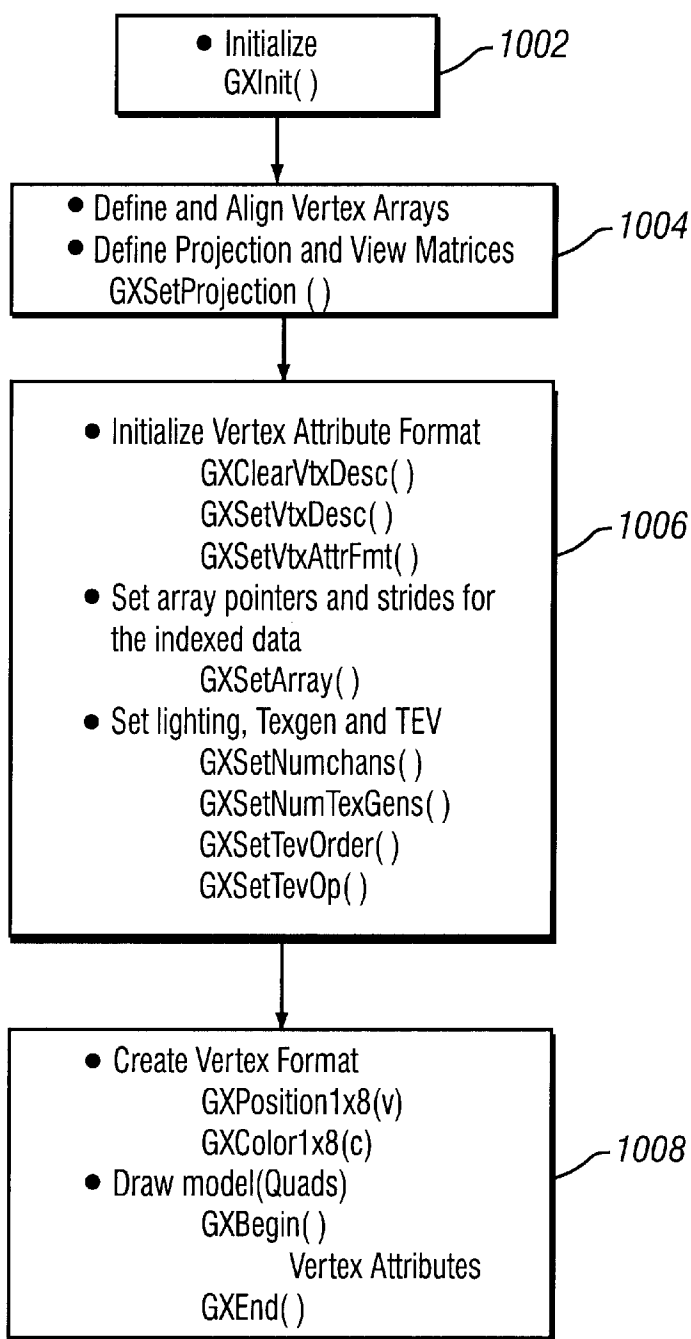 ● Initialize
GXInit( )
1002
● Define and Align Vertex Arrays
● Define Projection and View Matrices
GXSetProjection ( )
1004
● Initialize Vertex Attribute Format
GXClearVtxDesc( )
GXSetVtxDesc( )
GXSetVtxAttrFmt( )
● Set array pointers and strides for
the indexed data
GXSetArray( )
● Set lighting, Texgen and TEV
GXSetNumchans( )
GXSetNumTexGens( )
GXSetTevOrder( )
GXSetTevOp( )
1006
● Create Vertex Format
GXPosition1x8(v)
GXColor1x8(c)
● Draw model(Quads)
GXBegin( )
Vertex Attributes
GXEnd( )
1008